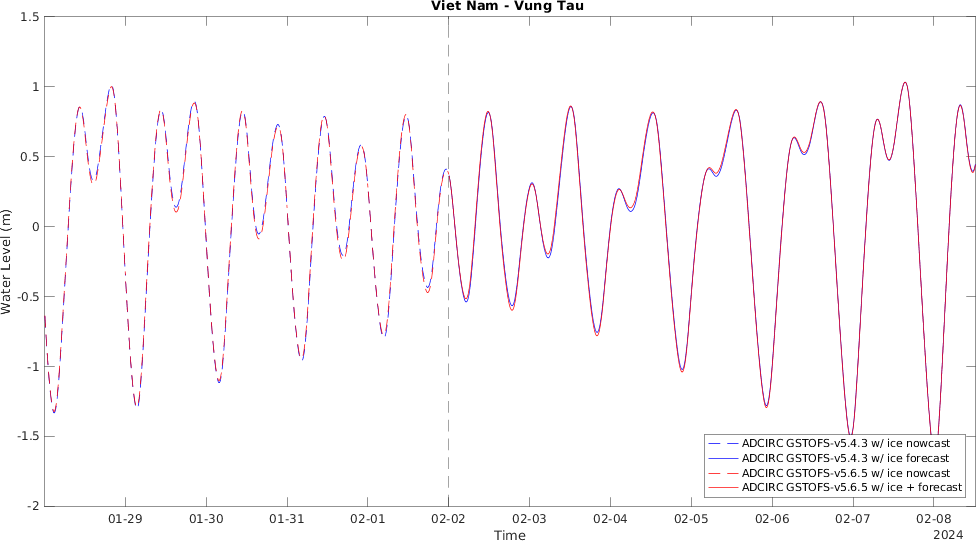 Viet Nam - Vung Tau
1.5
1
0.5
0
-0.5
-1
-1.5
-2
Water Level (m)
01-29
01-30
01-31
02-01
02-02
02-03
02-04
02-05
02-06
02-07
02-08
Time
2024
ADCIRC GSTOFS-v5.4.3 w/ ice nowcast
ADCIRC GSTOFS-v5.4.3 w/ ice forecast
ADCIRC GSTOFS-v5.6.5 w/ ice nowcast
ADCIRC GSTOFS-v5.6.5 w/ ice + forecast